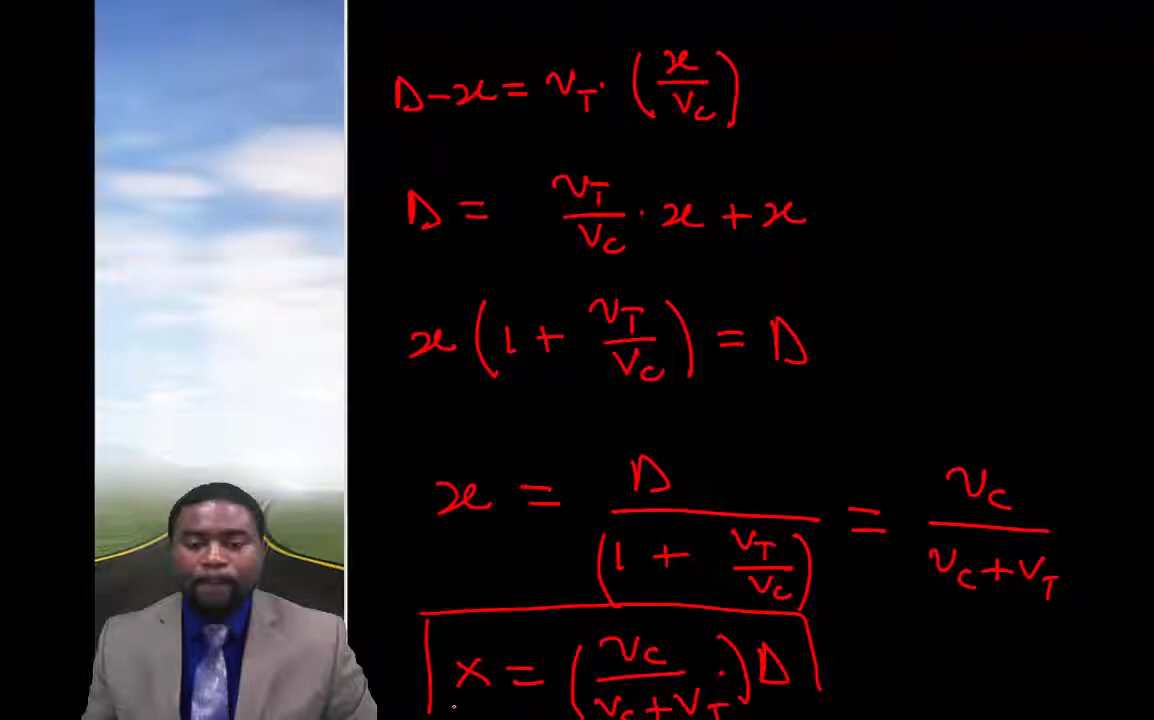 D-x = v_T · (x/v_C)
D = v_T/v_C · x + x
x(1 + v_T/v_C) = D
x = D/(1 + v_T/v_C) = v_C/(v_C+v_T)
x = (v_C/(v_C+v_T))D